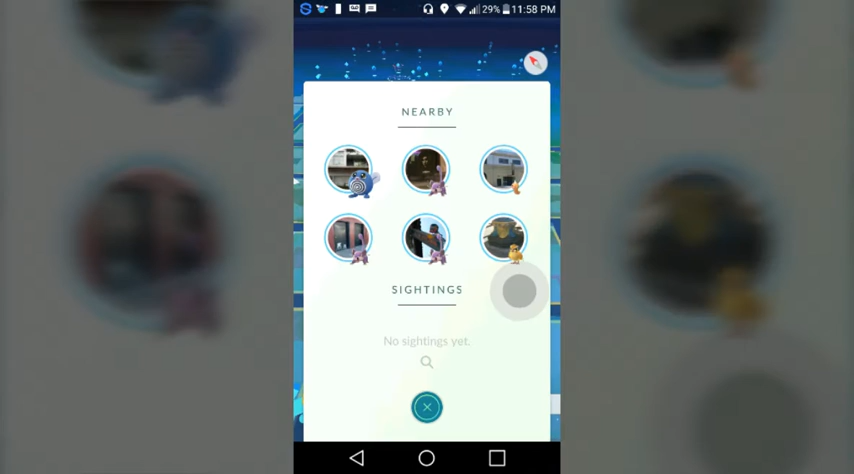 29% 11:58 PM
NEARBY
SIGHTINGS
No sightings yet.